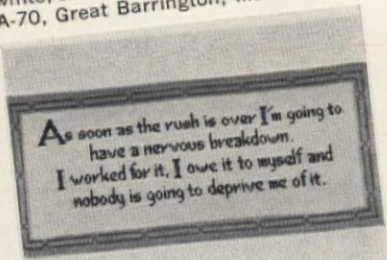 A-70, Great Barrington,
As soon as the rush is over I'm going to
have a nervous breakdown.
I worked for it, I owe it to myself and
nobody is going to deprive me of it.